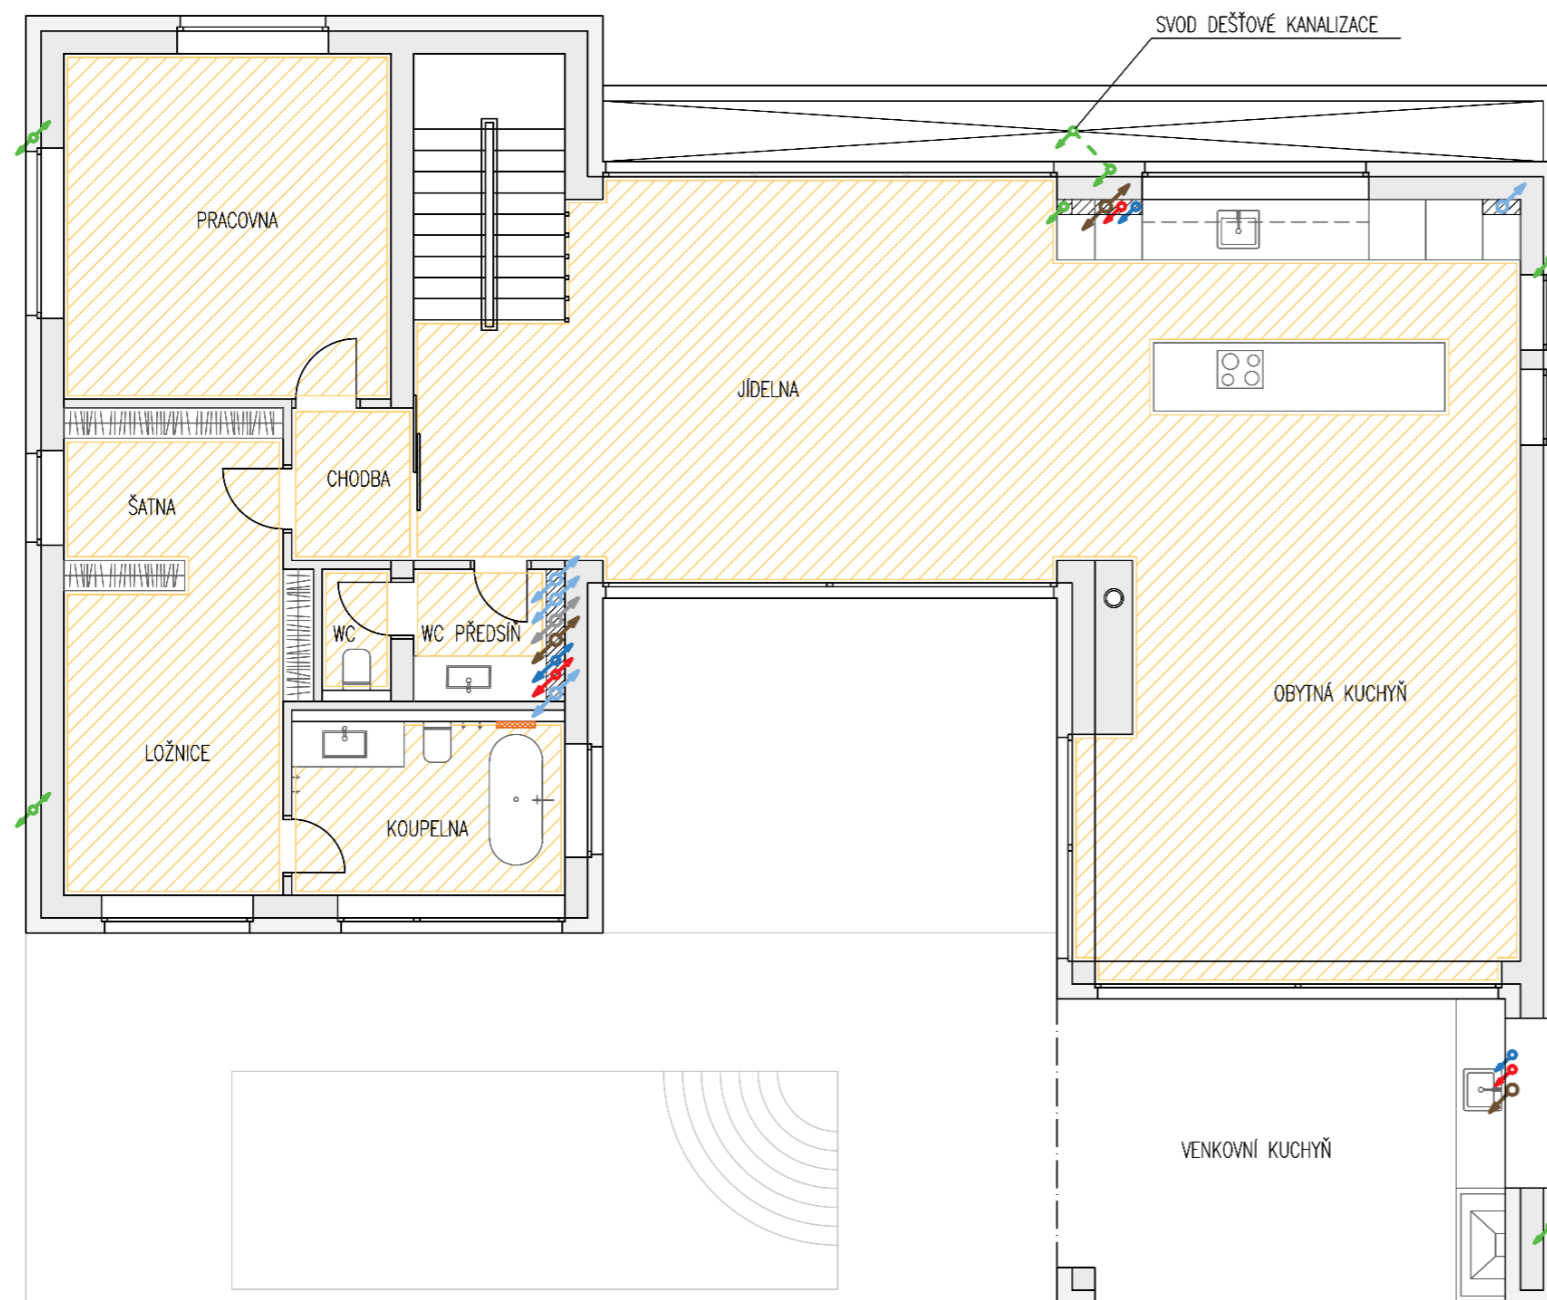 SVOD DEŠŤOVÉ KANALIZACE
PRACOVNA
JÍDELNA
CHODBA
ŠATNA
WC
WC PŘEDSÍŇ
OBYTNÁ KUCHYŇ
LOŽNICE
KOUPELNA
VENKOVNÍ KUCHYŇ